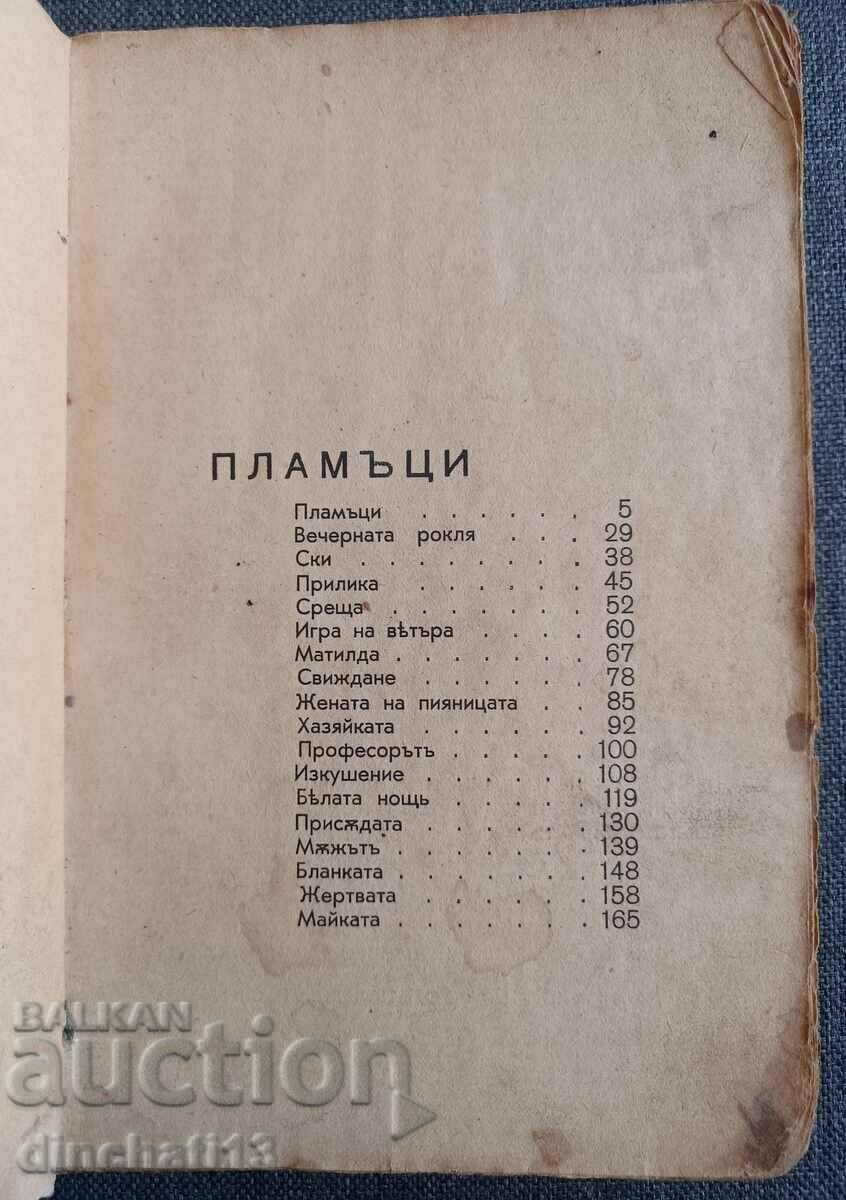 ПЛАМЪЦИ
Пламъци . . . . . . 5
Вечерната рокля . . . 29
Ски . . . . . . . . 38
Прилика . . . . . . 45
Среща . . . . . . . 52
Игра на вѣтъра . . . . 60
Матилда . . . . . . . 67
Свиждане . . . . . . 78
Жената на пияницата . . 85
Хазяйката . . . . . . 92
Професорътъ . . . . . 100
Изкушение . . . . . . 108
Бѣлата нощь . . . . . 119
Присѫдата . . . . . . 130
Мѫжътъ . . . . . . . 139
Бланката . . . . . . . 148
Жертвата . . . . . . 158
Майката . . . . . . . 165
BALKAN
auction
dinchati13